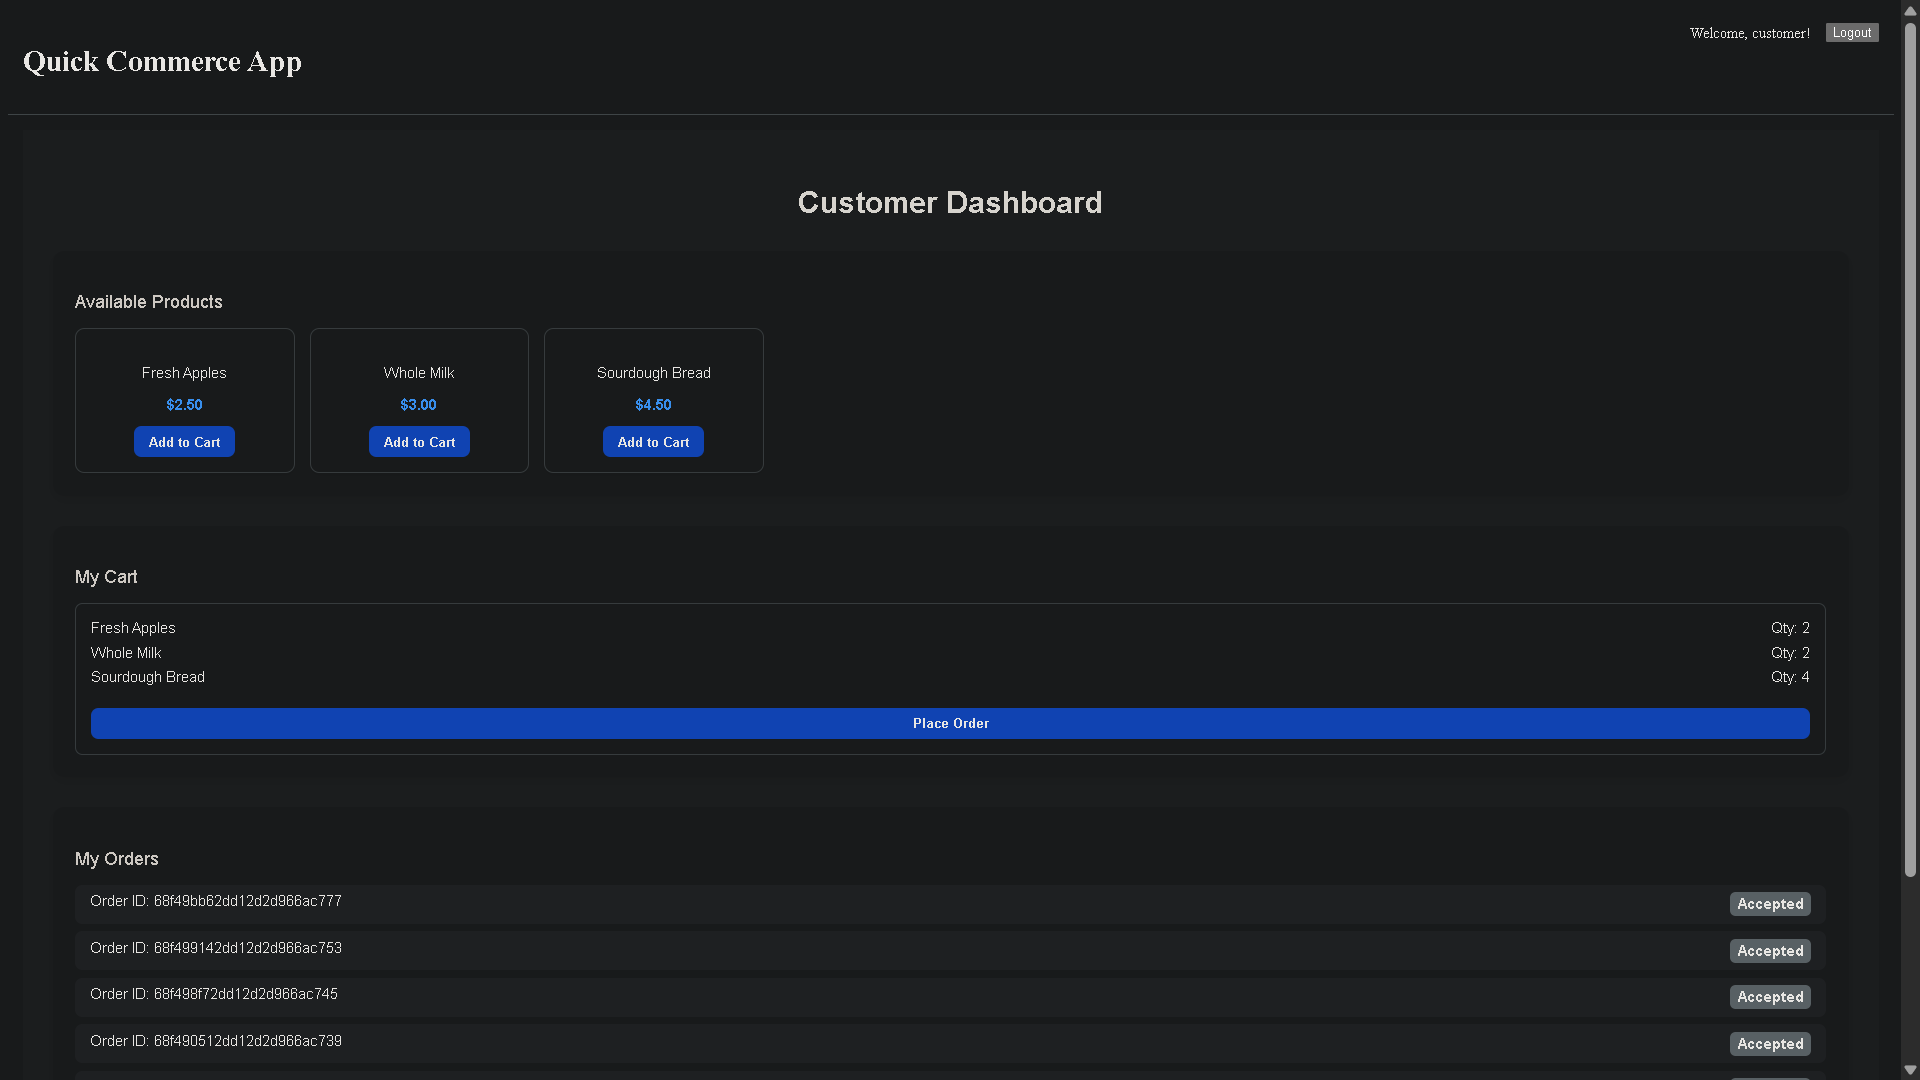 Welcome, customer! Logout
Quick Commerce App
Customer Dashboard
Available Products
Fresh Apples
$2.50
Add to Cart
Whole Milk
$3.00
Add to Cart
Sourdough Bread
$4.50
Add to Cart
My Cart
Fresh Apples Qty: 2
Whole Milk Qty: 2
Sourdough Bread Qty: 4
Place Order
My Orders
Order ID: 68f49bb62dd12d2d966ac777 Accepted
Order ID: 68f499142dd12d2d966ac753 Accepted
Order ID: 68f498f72dd12d2d966ac745 Accepted
Order ID: 68f490512dd12d2d966ac739 Accepted